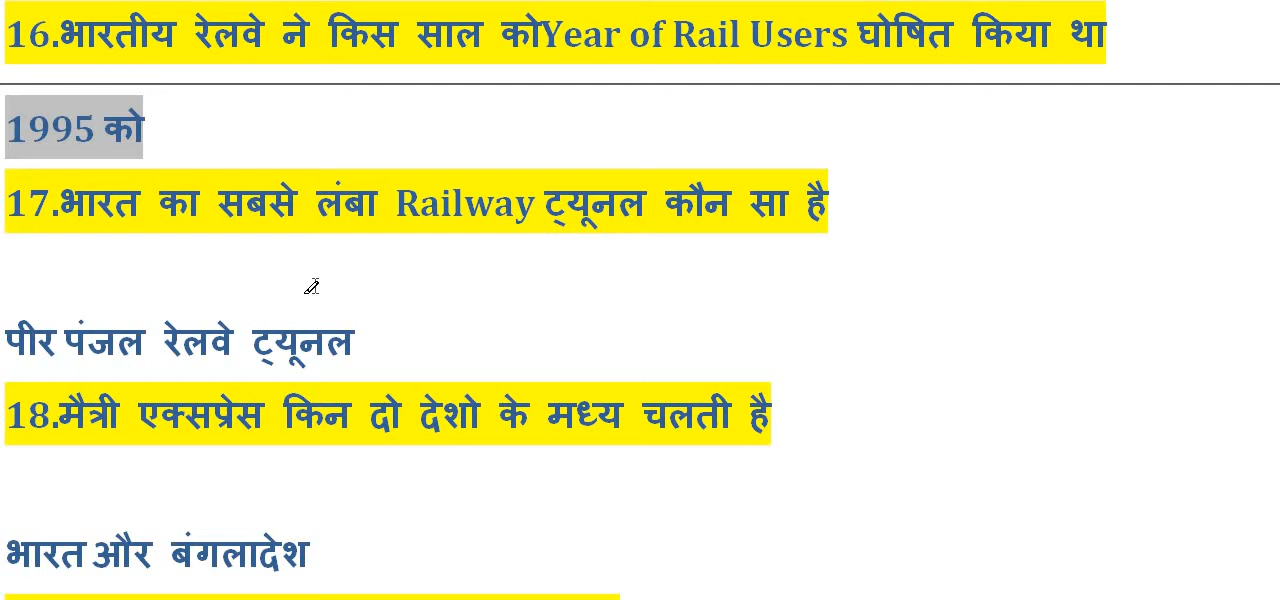 16.भारतीय रेलवे ने किस साल कोYear of Rail Users घोषित किया था
1995 को
17.भारत का सबसे लंबा Railway ट्यूनल कौन सा है
पीर पंजल रेलवे ट्यूनल
18.मैत्री एक्सप्रेस किन दो देशो के मध्य चलती है
भारत और बंगलादेश